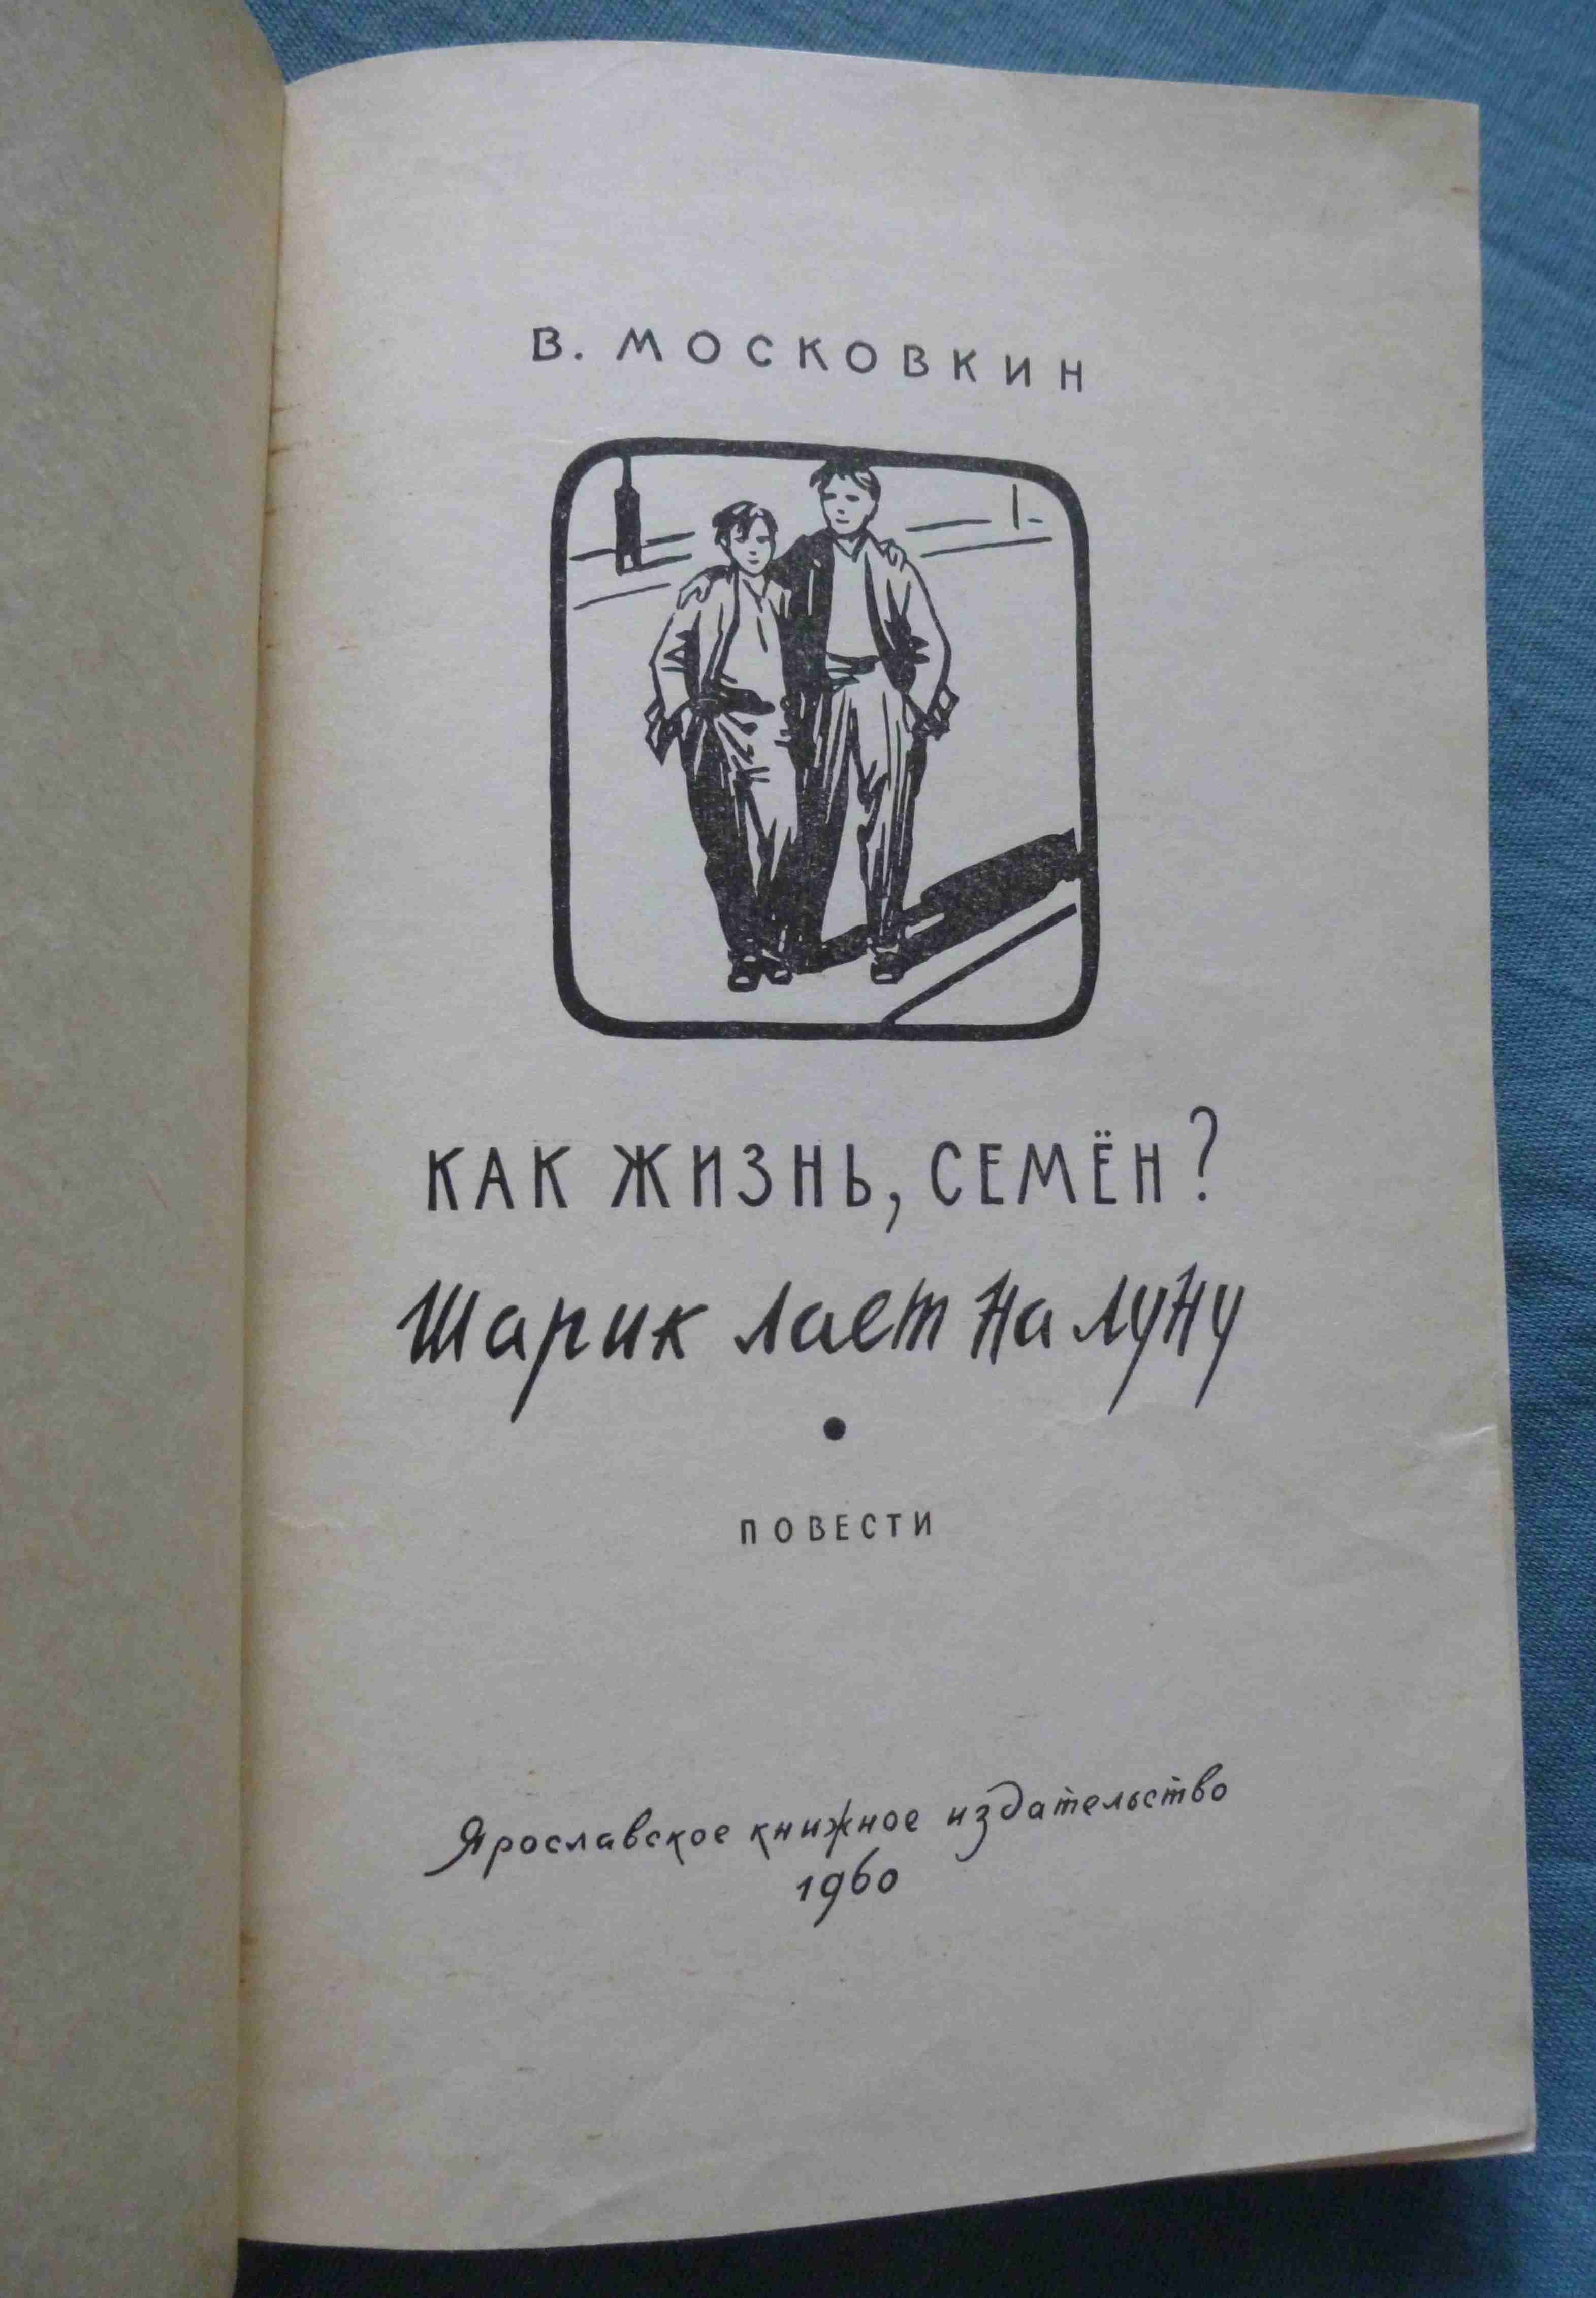 В. МОСКОВКИН
КАК ЖИЗНЬ, СЕМЁН?
Шарик лает на луну
ПОВЕСТИ
Ярославское книжное издательство
1960